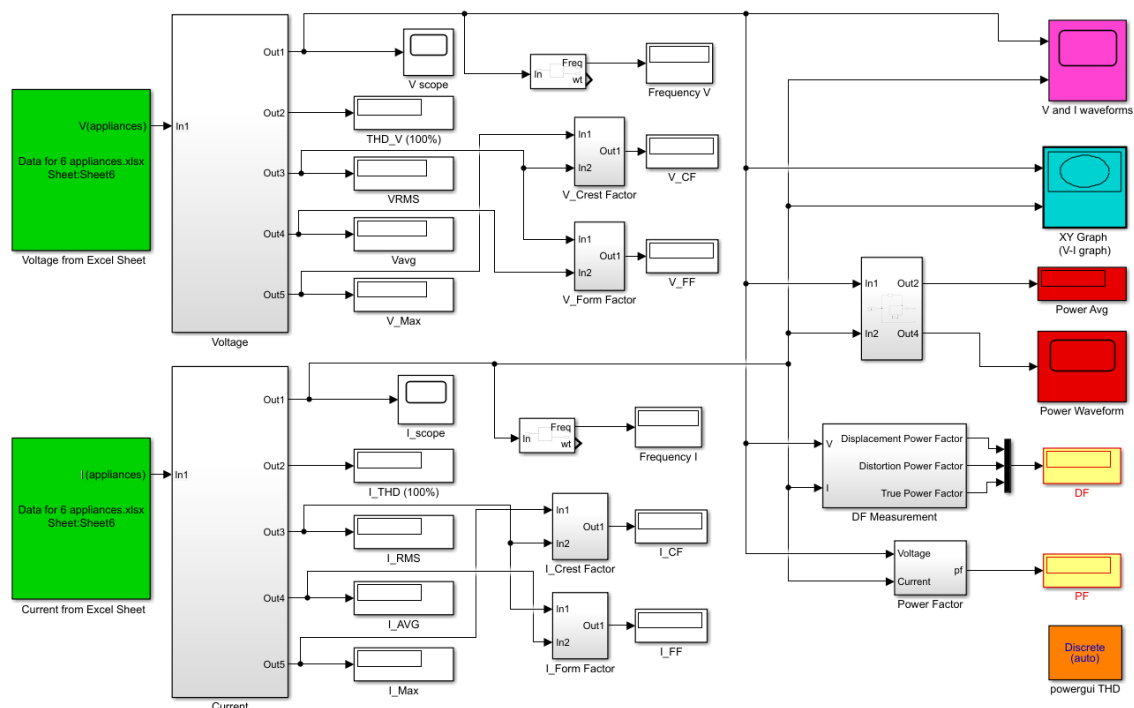 V(appliances)
Data for 6 appliances.xlsx
Sheet:Sheet6
Voltage from Excel Sheet
In1
Out1
Out2
Out3
Out4
Out5
Voltage
V scope
THD_V (100%)
VRMS
Vavg
V_Max
In
Freq
wt
Frequency V
In1
In2
Out1
V_Crest Factor
V_CF
In1
In2
Out1
V_Form Factor
V_FF
V and I waveforms
XY Graph
(V-I graph)
In1
In2
Out2
Out4
Power Avg
Power Waveform
I(appliances)
Data for 6 appliances.xlsx
Sheet:Sheet6
Current from Excel Sheet
In1
Out1
Out2
Out3
Out4
Out5
Current
I_scope
I_THD (100%)
I_RMS
I_AVG
I_Max
In
Freq
wt
Frequency I
In1
In2
Out1
I_Crest Factor
I_CF
In1
In2
Out1
I_Form Factor
I_FF
V
I
Displacement Power Factor
Distortion Power Factor
True Power Factor
DF Measurement
DF
Voltage
Current
pf
Power Factor
PF
Discrete
(auto)
powergui THD